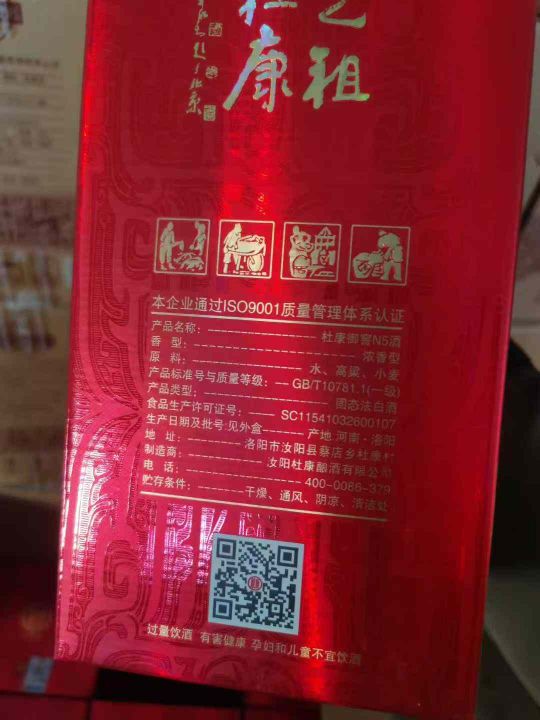 康 祖
本企业通过ISO9001质量管理体系认证
产品名称: 杜康御窖N5酒
香 型: 浓香型
原 料: 水、高粱、小麦
产品标准号与质量等级: GB/T10781.1(一级)
产品类型: 固态法白酒
食品生产许可证号: SC11541032600107
生产日期及批号:见外盒 产地:河南·洛阳
地 址: 洛阳市汝阳县蔡店乡杜康村
制造商: 汝阳杜康酿酒有限公司
电 话: 400-0066-379
贮存条件: 干燥、通风、阴凉、清洁处
过量饮酒 有害健康 孕妇和儿童不宜饮酒